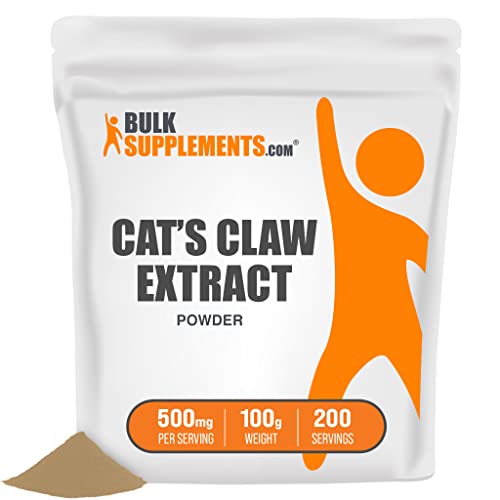 BULK
SUPPLEMENTS.COM®
CAT'S CLAW
EXTRACT
POWDER
500mg 100g 200
PER SERVING WEIGHT SERVINGS